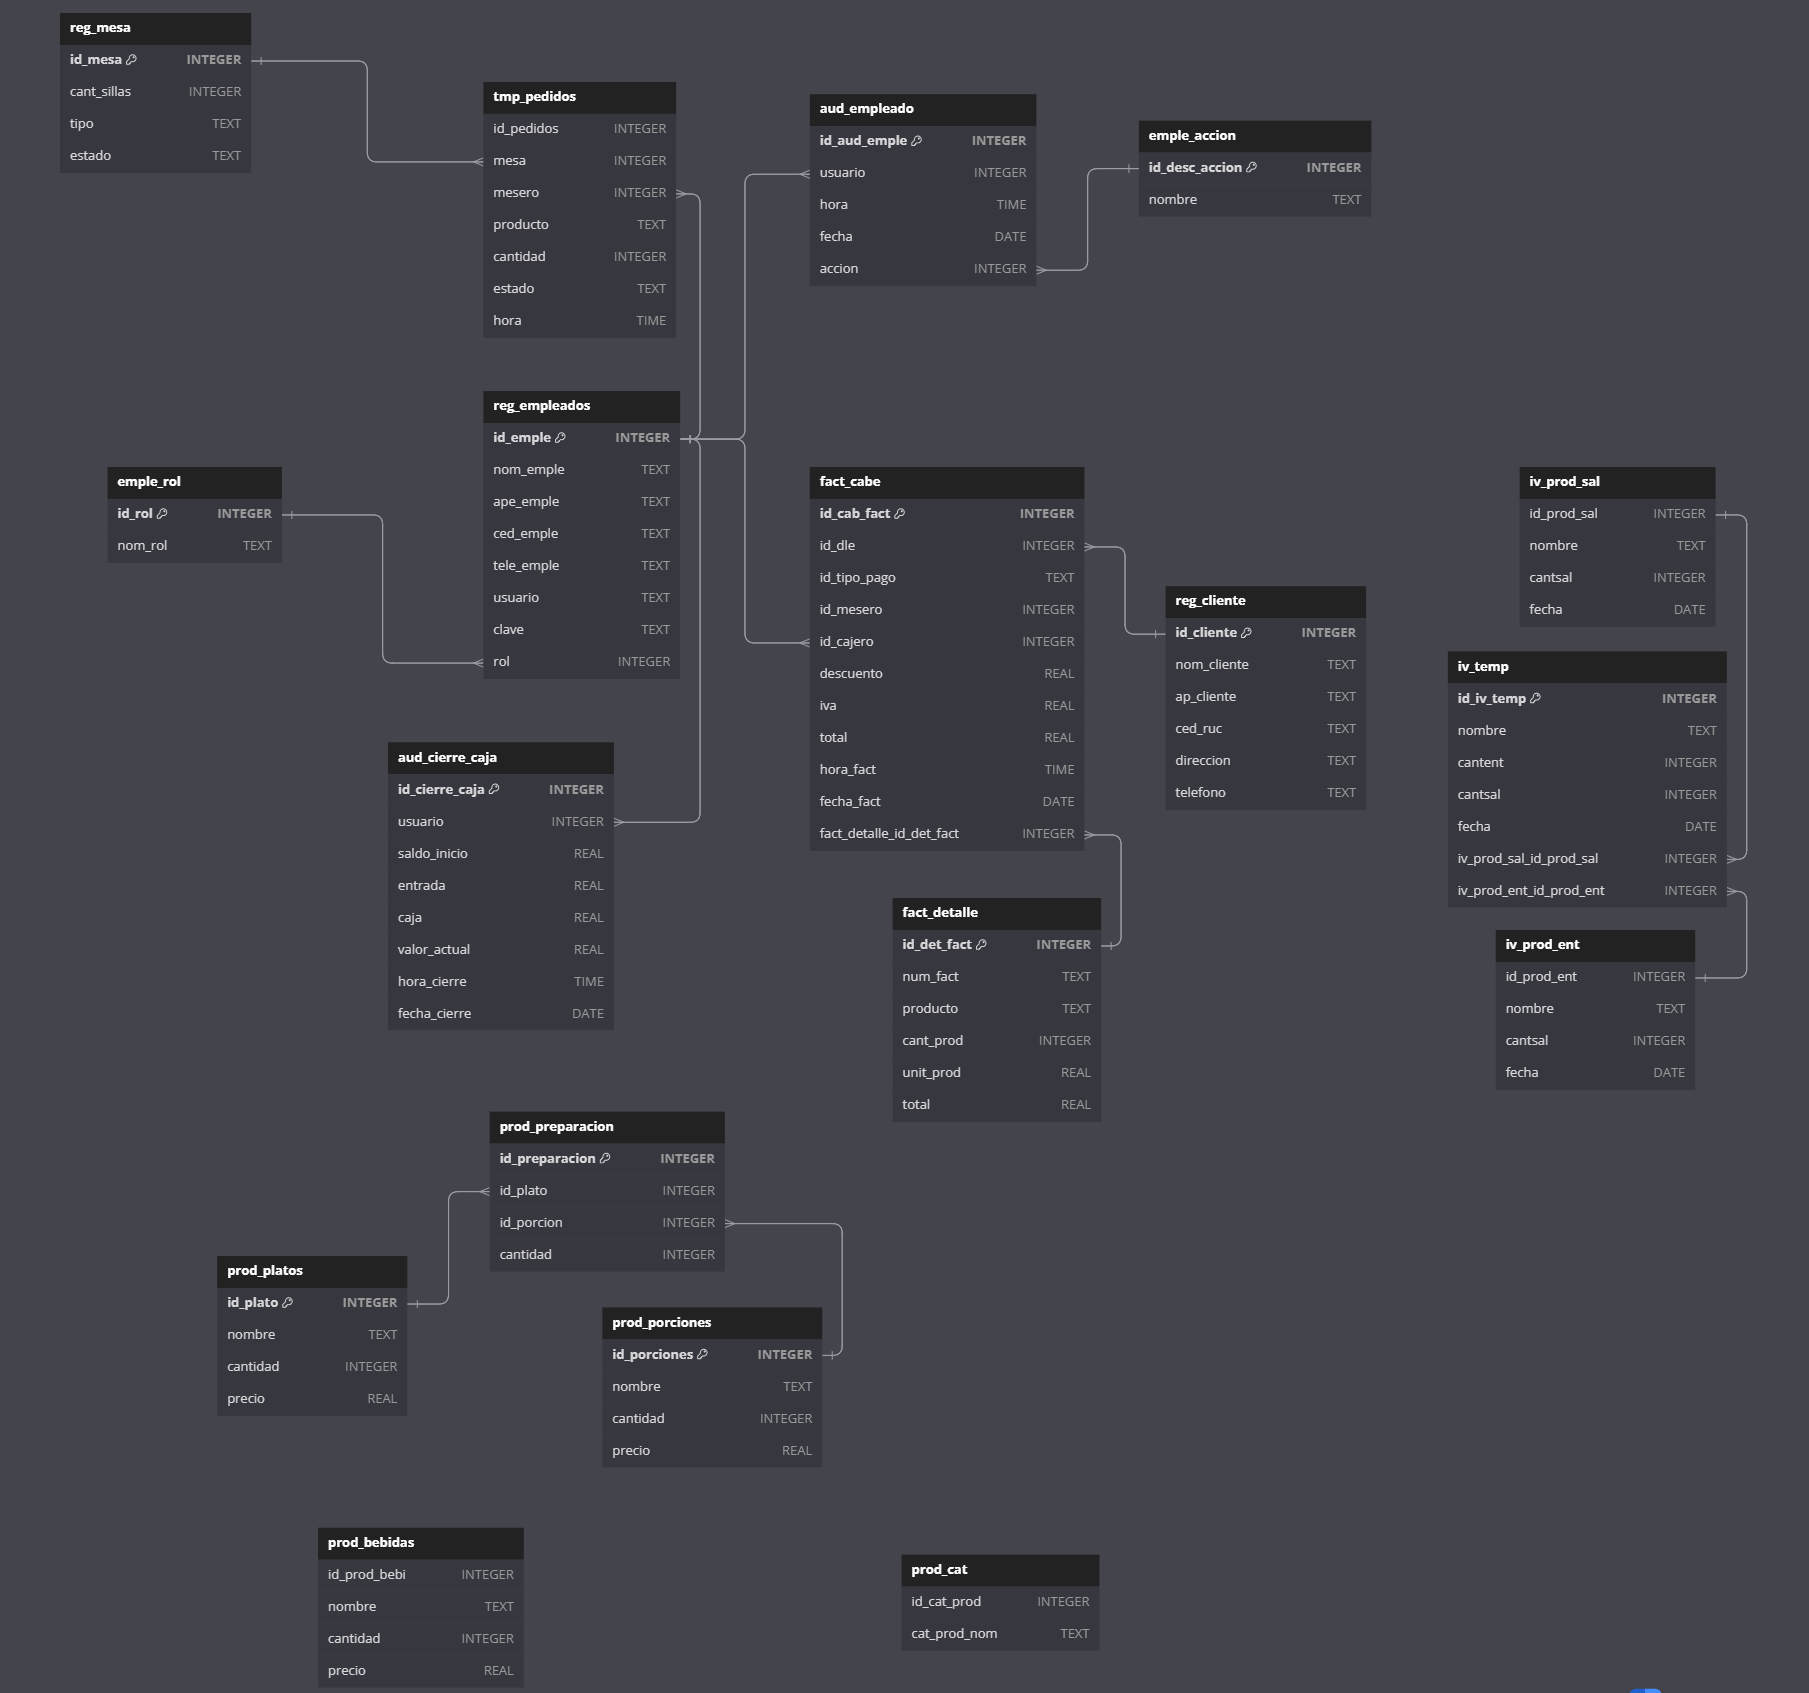 reg_mesa
id_mesa INTEGER
cant_sillas INTEGER
tipo TEXT
estado TEXT
tmp_pedidos
id_pedidos INTEGER
mesa INTEGER
mesero INTEGER
producto TEXT
cantidad INTEGER
estado TEXT
hora TIME
aud_empleado
id_aud_emple INTEGER
usuario INTEGER
hora TIME
fecha DATE
accion INTEGER
emple_accion
id_desc_accion INTEGER
nombre TEXT
reg_empleados
id_emple INTEGER
nom_emple TEXT
ape_emple TEXT
ced_emple TEXT
tele_emple TEXT
usuario TEXT
clave TEXT
rol INTEGER
emple_rol
id_rol INTEGER
nom_rol TEXT
fact_cabe
id_cab_fact INTEGER
id_dle INTEGER
id_tipo_pago TEXT
id_mesero INTEGER
id_cajero INTEGER
descuento REAL
iva REAL
total REAL
hora_fact TIME
fecha_fact DATE
fact_detalle_id_det_fact INTEGER
reg_cliente
id_cliente INTEGER
nom_cliente TEXT
ap_cliente TEXT
ced_ruc TEXT
direccion TEXT
telefono TEXT
iv_prod_sal
id_prod_sal INTEGER
nombre TEXT
cantsal INTEGER
fecha DATE
iv_temp
id_iv_temp INTEGER
nombre TEXT
cantent INTEGER
cantsal INTEGER
fecha DATE
iv_prod_sal_id_prod_sal INTEGER
iv_prod_ent_id_prod_ent INTEGER
iv_prod_ent
id_prod_ent INTEGER
nombre TEXT
cantsal INTEGER
fecha DATE
aud_cierre_caja
id_cierre_caja INTEGER
usuario INTEGER
saldo_inicio REAL
entrada REAL
caja REAL
valor_actual REAL
hora_cierre TIME
fecha_cierre DATE
fact_detalle
id_det_fact INTEGER
num_fact TEXT
producto TEXT
cant_prod INTEGER
unit_prod REAL
total REAL
prod_preparacion
id_preparacion INTEGER
id_plato INTEGER
id_porcion INTEGER
cantidad INTEGER
prod_platos
id_plato INTEGER
nombre TEXT
cantidad INTEGER
precio REAL
prod_porciones
id_porciones INTEGER
nombre TEXT
cantidad INTEGER
precio REAL
prod_bebidas
id_prod_bebi INTEGER
nombre TEXT
cantidad INTEGER
precio REAL
prod_cat
id_cat_prod INTEGER
cat_prod_nom TEXT